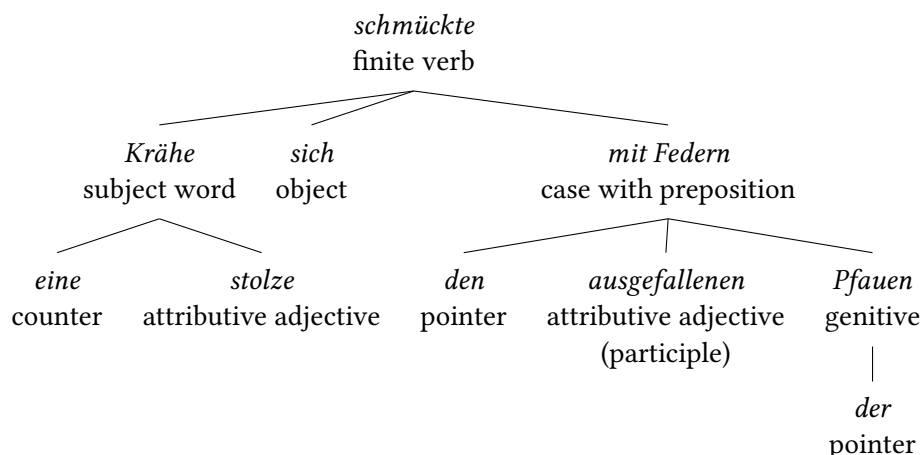 schmückte
finite verb
Krähe sich mit Federn
subject word object case with preposition
eine stolze den ausgefallenen Pfauen
counter attributive adjective pointer attributive adjective genitive
(participle)
der
pointer